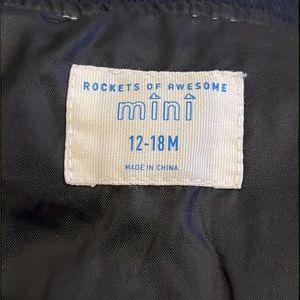 ROCKETS OF AWESOME
mini
12-18M
MADE IN CHINA